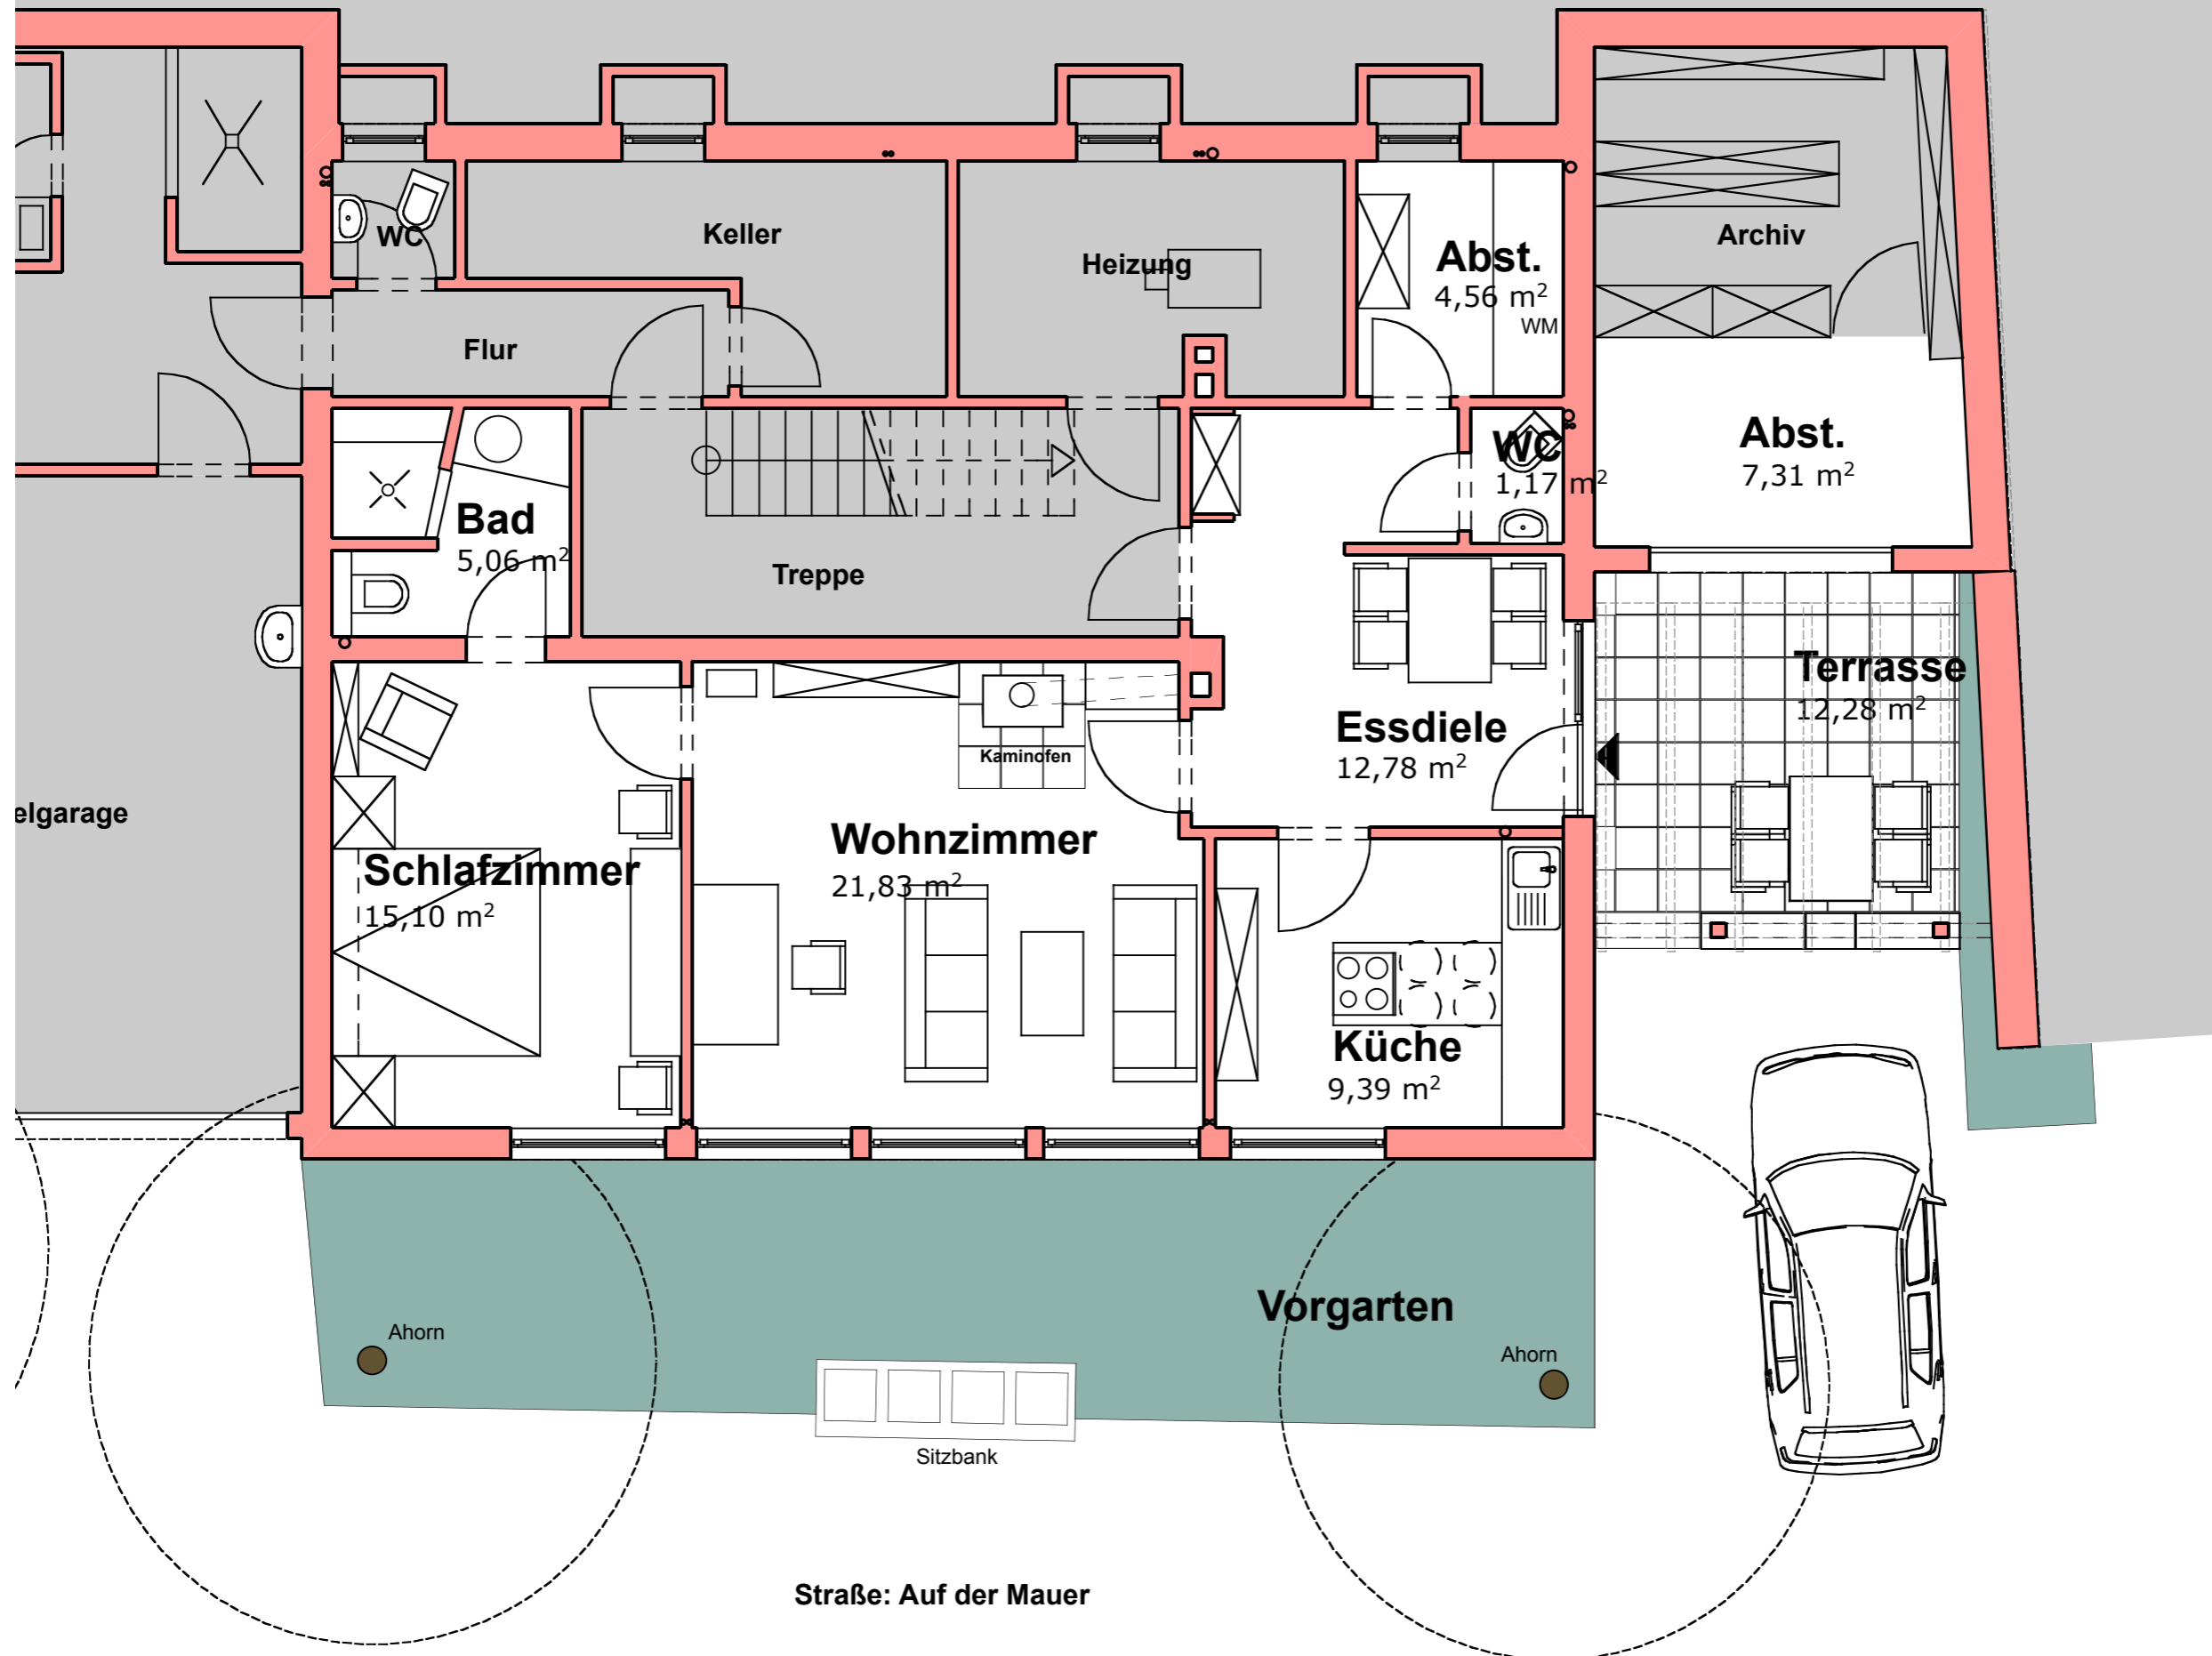 WC
Keller
Heizung
Abst.
4,56 m²
WM
Archiv
Flur
WC
1,17 m²
Abst.
7,31 m²
Bad
5,06 m²
Treppe
Terrasse
12,28 m²
Essdiele
12,78 m²
Kaminofen
elgarage
Wohnzimmer
21,83 m²
Schlafzimmer
15,10 m²
Küche
9,39 m²
Vorgarten
Ahorn
Ahorn
Sitzbank
Straße: Auf der Mauer